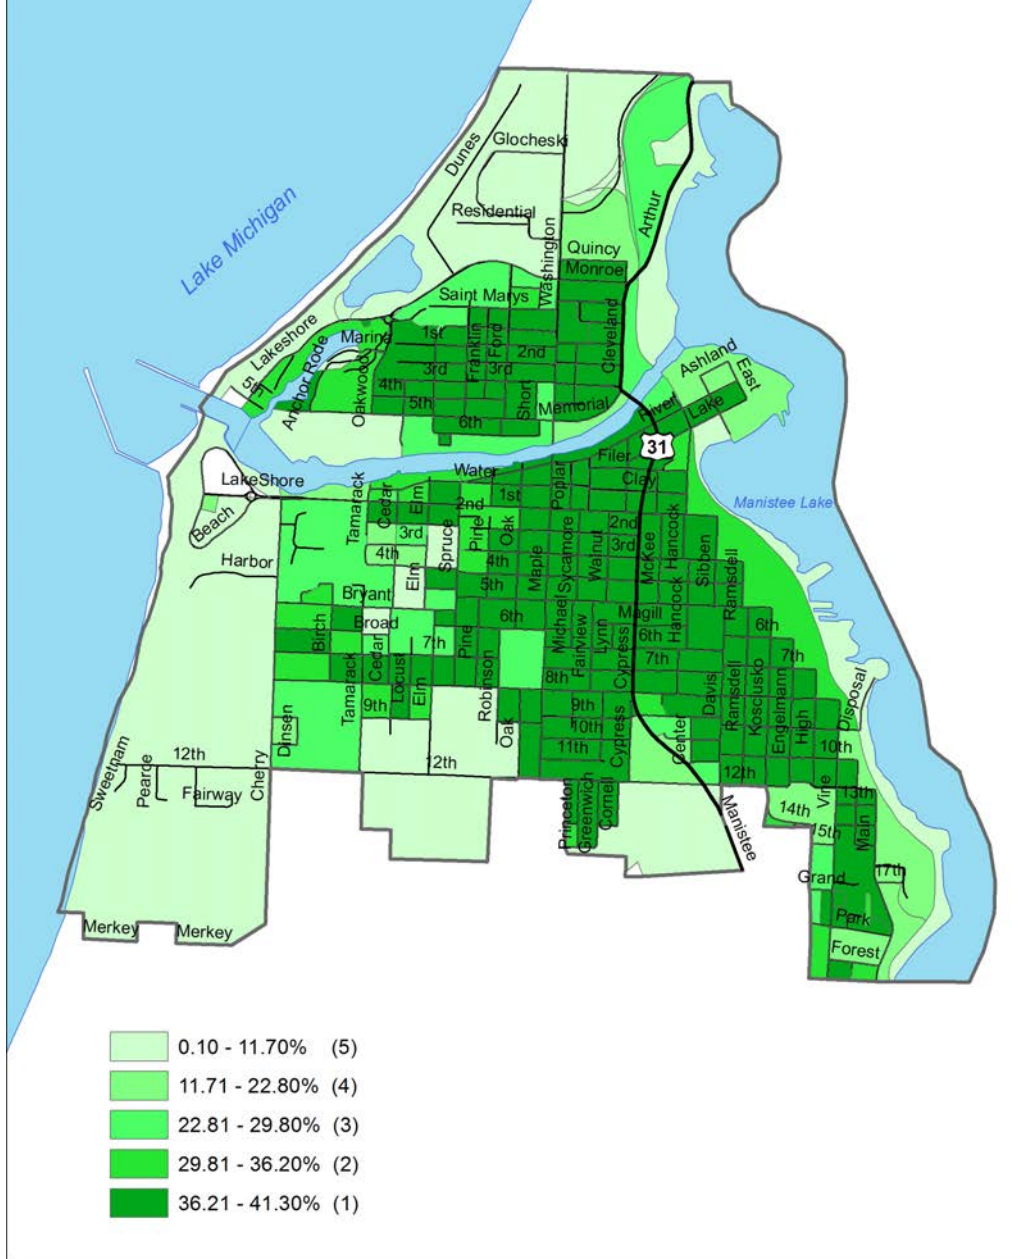 Glocheski
Dunes
Residential
Arthur
Washington
Quincy
Monroe
Lake Michigan
Saint Marys
Lakeshore
Marina
1st
Franklin
Ford
2nd
Cleveland
3rd
3rd
Anchor Rode
Oakwood
4th
5th
5th
Short
Memorial
6th
Ashland
East
River
Lake
31
Filer
Clay
Water
Poplar
LakeShore
Beach
Tamarack
Cedar
Elm
2nd
1st
Manistee Lake
3rd
Spruce
Pine
Oak
Maple
Sycamore
Walnut
2nd
3rd
McKee
Hancock
Sibben
Ramsdell
4th
4th
Harbor
Elm
5th
Bryant
Birch
Broad
6th
Michael
Fairview
Lynn
Magill
Cypress
6th
Hancock
6th
7th
Pine
7th
7th
Cedar
Tamarack
Locust
Elm
8th
Robinson
Davis
Ramsdell
Kosciusko
Engelmann
High
Disposal
9th
9th
10th
Oak
11th
Cypress
Center
10th
Dinsen
12th
Cherry
12th
12th
Sweetnam
Pearce
Fairway
Princeton
Greenwich
Cornell
Manistee
Vine
13th
14th
15th
Main
Grand
17th
Park
Merkey
Merkey
Forest
0.10 - 11.70% (5)
11.71 - 22.80% (4)
22.81 - 29.80% (3)
29.81 - 36.20% (2)
36.21 - 41.30% (1)